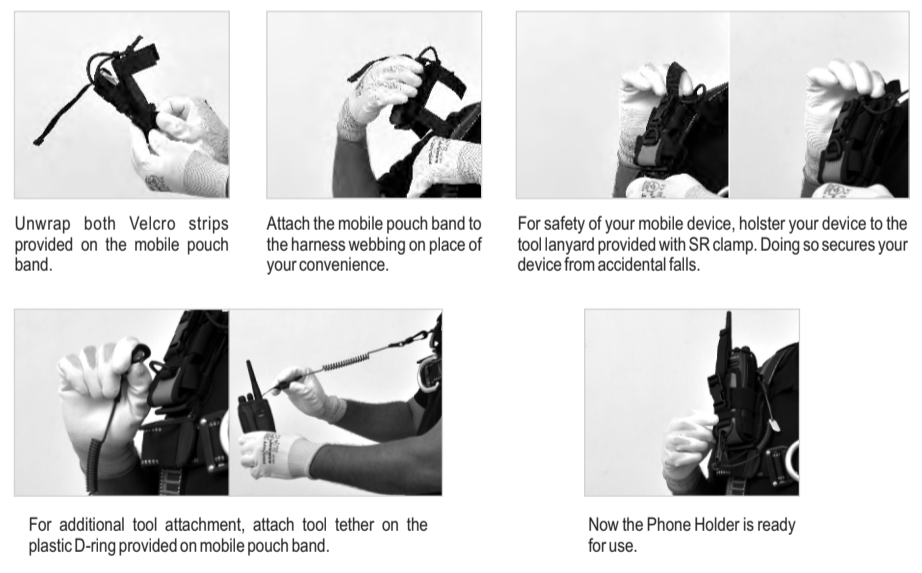 Unwrap both Velcro strips
provided on the mobile pouch
band.
Attach the mobile pouch band to
the harness webbing on place of
your convenience.
For safety of your mobile device, holster your device to the
tool lanyard provided with SR clamp. Doing so secures your
device from accidental falls.
For additional tool attachment, attach tool tether on the
plastic D-ring provided on mobile pouch band.
Now the Phone Holder is ready
for use.